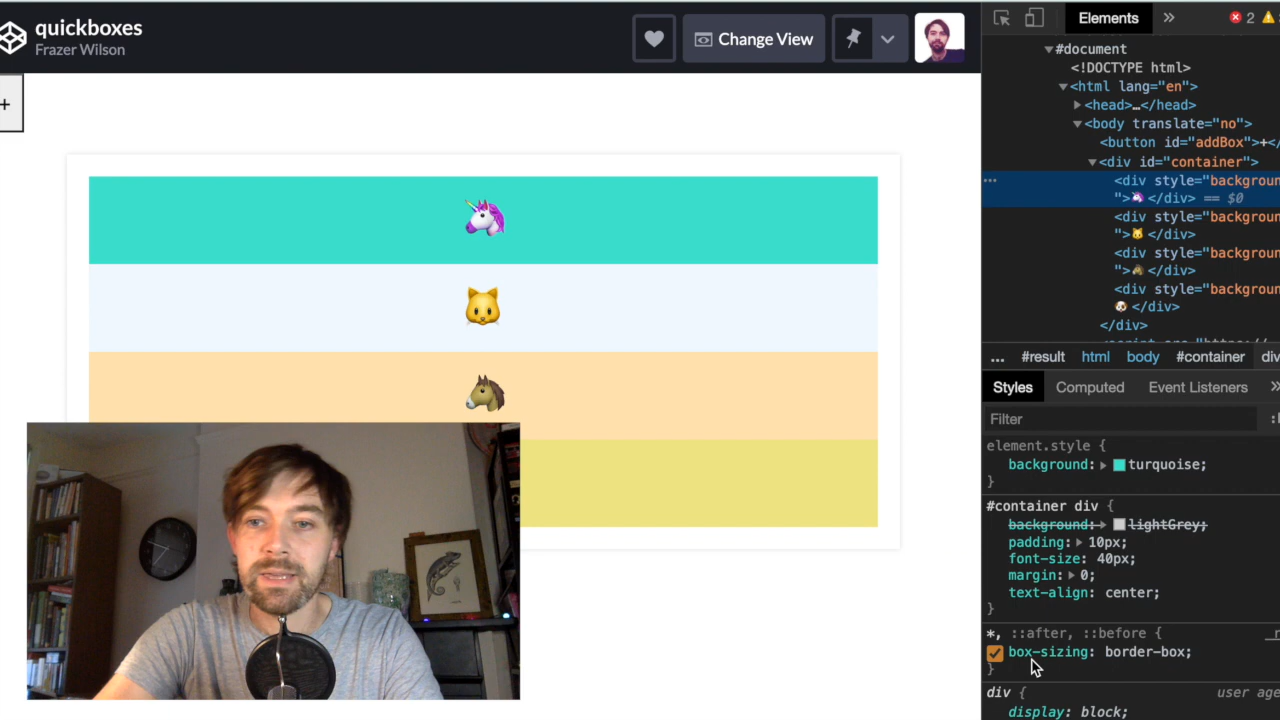 quickboxes
Frazer Wilson
Change View
+
Elements
»
2
▼#document
<!DOCTYPE html>
▼<html lang="en">
▶<head>…</head>
▼<body translate="no">
<button id="addBox">+</
▼<div id="container">
… <div style="backgroun
">🦄 </div> == $0
<div style="backgroun
">🐱 </div>
<div style="backgroun
">🐴 </div>
<div style="backgroun
🐶 </div>
</div>
… #result html body #container div
Styles Computed Event Listeners »
Filter :h
element.style {
background: ▶ turquoise;
}
#container div {
background: ▶ lightGrey;
padding: ▶ 10px;
font-size: 40px;
margin: ▶ 0;
text-align: center;
}
*, ::after, ::before {
box-sizing: border-box;
}
div { user age
display: block;